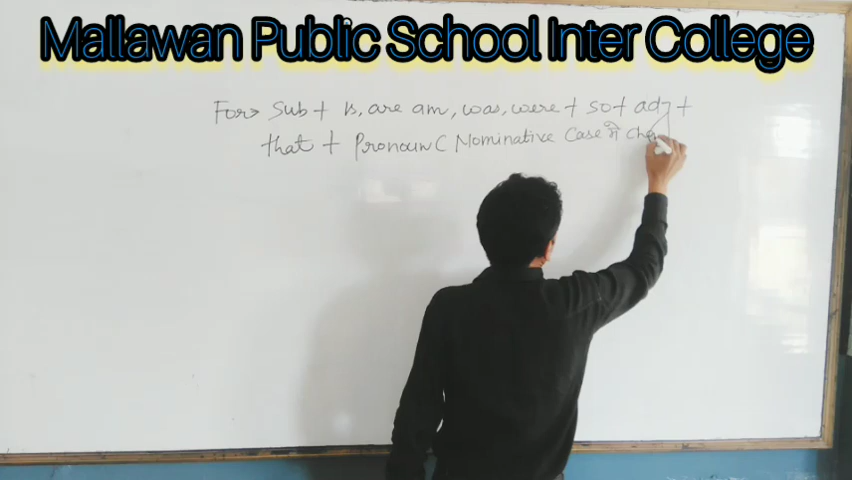 Mallawan Public School Inter College
For→ Sub + is, are am, was, were + so + adj +
that + Pronoun ( Nominative Case में